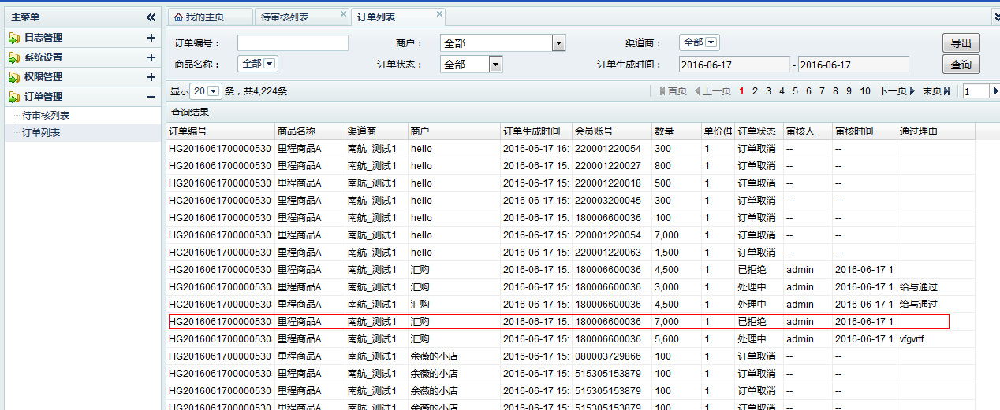 主菜单
我的主页 待审核列表 订单列表
日志管理
系统设置
权限管理
订单管理
待审核列表
订单列表
订单编号： 商户： 全部 渠道商： 全部 导出
商品名称： 全部 订单状态： 全部 订单生成时间： 2016-06-17 - 2016-06-17 查询
显示 20 条，共4,224条 首页 上一页 1 2 3 4 5 6 7 8 9 10 下一页 末页 1
查询结果
订单编号 商品名称 渠道商 商户 订单生成时间 会员账号 数量 单价(里 订单状态 审核人 审核时间 通过理由
HG2016061700000530 里程商品A 南航_测试1 hello 2016-06-17 16: 220001220054 300 1 订单取消 -- --
HG2016061700000530 里程商品A 南航_测试1 hello 2016-06-17 15: 220001220027 800 1 订单取消 -- --
HG2016061700000530 里程商品A 南航_测试1 hello 2016-06-17 15: 220001220018 500 1 订单取消 -- --
HG2016061700000530 里程商品A 南航_测试1 hello 2016-06-17 15: 220003200045 300 1 订单取消 -- --
HG2016061700000530 里程商品A 南航_测试1 hello 2016-06-17 15: 180006600036 100 1 订单取消 -- --
HG2016061700000530 里程商品A 南航_测试1 hello 2016-06-17 15: 220001220054 7,000 1 订单取消 -- --
HG2016061700000530 里程商品A 南航_测试1 hello 2016-06-17 15: 220001220063 1,500 1 订单取消 -- --
HG2016061700000530 里程商品A 南航_测试1 汇购 2016-06-17 15: 180006600036 4,500 1 已拒绝 admin 2016-06-17 1
HG2016061700000530 里程商品A 南航_测试1 汇购 2016-06-17 15: 180006600036 3,000 1 处理中 admin 2016-06-17 1 给与通过
HG2016061700000530 里程商品A 南航_测试1 汇购 2016-06-17 15: 180006600036 4,500 1 处理中 admin 2016-06-17 1 给与通过
HG2016061700000530 里程商品A 南航_测试1 汇购 2016-06-17 15: 180006600036 7,000 1 已拒绝 admin 2016-06-17 1
HG2016061700000530 里程商品A 南航_测试1 汇购 2016-06-17 15: 180006600036 5,600 1 处理中 admin 2016-06-17 1 vfgvrtf
HG2016061700000530 里程商品A 南航_测试1 余薇的小店 2016-06-17 15: 080003729866 100 1 订单取消 -- --
HG2016061700000530 里程商品A 南航_测试1 余薇的小店 2016-06-17 15: 515305153879 100 1 订单取消 -- --
HG2016061700000530 里程商品A 南航_测试1 余薇的小店 2016-06-17 15: 515305153879 100 1 订单取消 -- --
HG2016061700000530 里程商品A 南航_测试1 余薇的小店 2016-06-17 15: 515305153879 100 1 订单取消 -- --